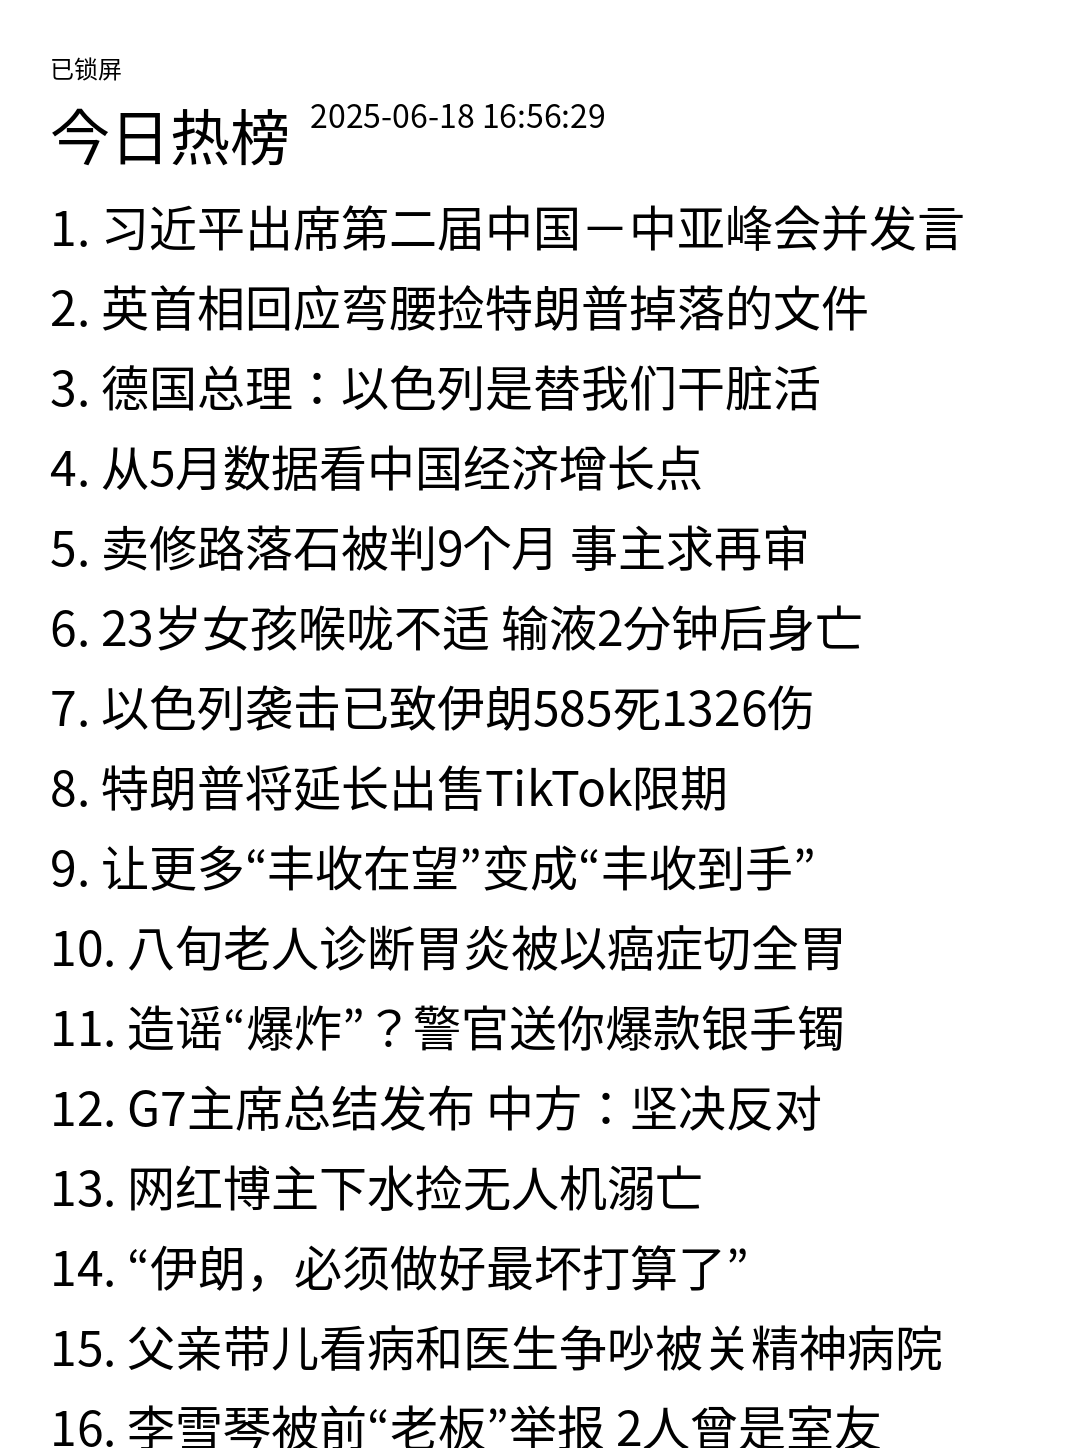 已锁屏
今日热榜 2025-06-18 16:56:29
1. 习近平出席第二届中国－中亚峰会并发言
2. 英首相回应弯腰捡特朗普掉落的文件
3. 德国总理：以色列是替我们干脏活
4. 从5月数据看中国经济增长点
5. 卖修路落石被判9个月 事主求再审
6. 23岁女孩喉咙不适 输液2分钟后身亡
7. 以色列袭击已致伊朗585死1326伤
8. 特朗普将延长出售TikTok限期
9. 让更多“丰收在望”变成“丰收到手”
10. 八旬老人诊断胃炎被以癌症切全胃
11. 造谣“爆炸”？警官送你爆款银手镯
12. G7主席总结发布 中方：坚决反对
13. 网红博主下水捡无人机溺亡
14. “伊朗，必须做好最坏打算了”
15. 父亲带儿看病和医生争吵被关精神病院
16. 李雪琴被前“老板”举报 2人曾是室友